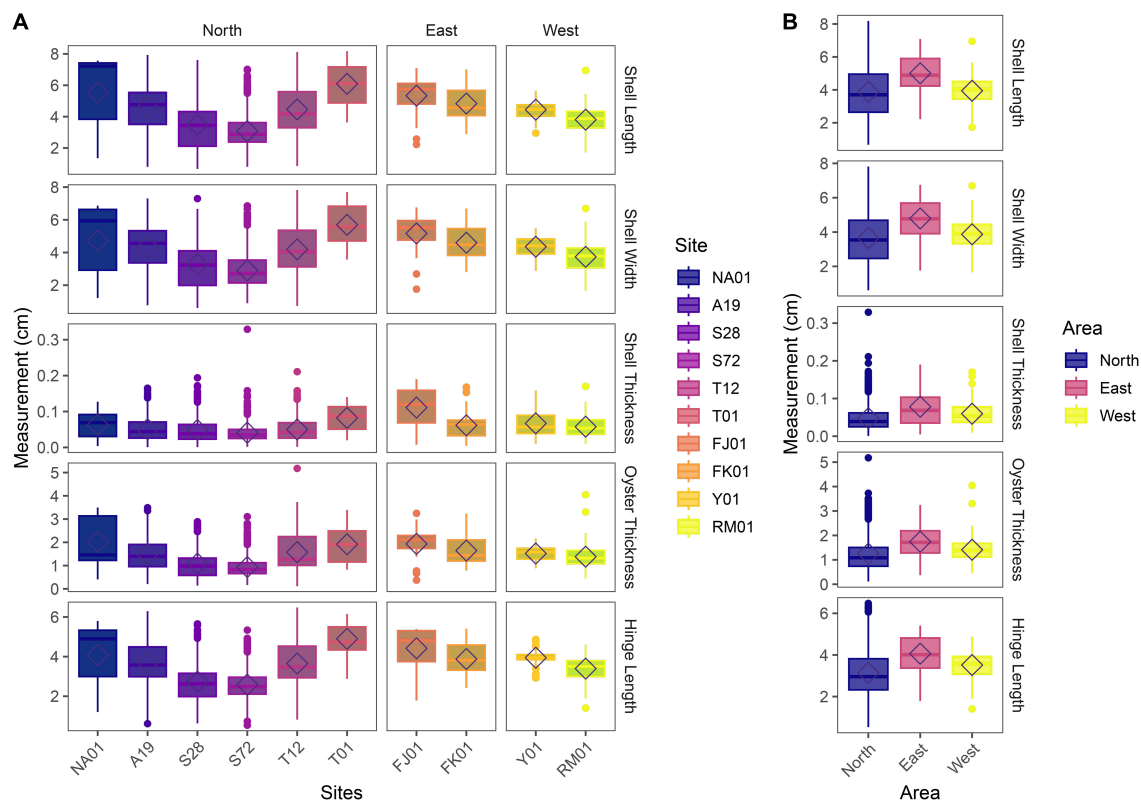 A
North
East
West
Measurement (cm)
8
6
4
2
Shell Length
8
6
4
2
Shell Width
0.3
0.2
0.1
0.0
Shell Thickness
5
4
3
2
1
0
Oyster Thickness
6
4
2
Hinge Length
NA01
A19
S28
S72
T12
T01
FJ01
FK01
Y01
RM01
Sites
Site
NA01
A19
S28
S72
T12
T01
FJ01
FK01
Y01
RM01
B
Measurement (cm)
8
6
4
2
Shell Length
8
6
4
2
Shell Width
0.3
0.2
0.1
0.0
Shell Thickness
5
4
3
2
1
0
Oyster Thickness
6
4
2
Hinge Length
North
East
West
Area
Area
North
East
West